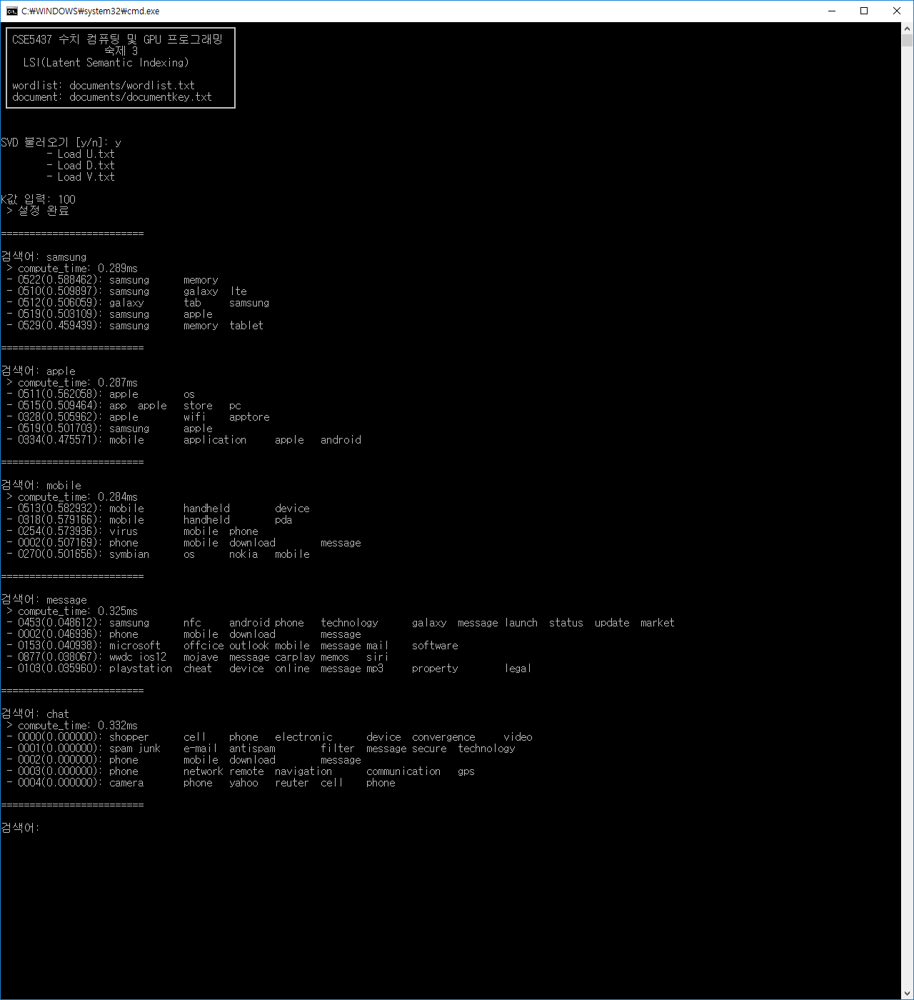 C:₩WINDOWS₩system32₩cmd.exe
CSE5437 수치 컴퓨팅 및 GPU 프로그래밍
숙제 3
LSI(Latent Semantic Indexing)
wordlist: documents/wordlist.txt
document: documents/documentkey.txt
SVD 불러오기 [y/n]: y
- Load U.txt
- Load D.txt
- Load V.txt
K값 입력: 100
> 설정 완료
=========================
검색어: samsung
> compute_time: 0.289ms
- 0522(0.588462): samsung memory
- 0510(0.509897): samsung galaxy lte
- 0512(0.506059): galaxy tab samsung
- 0519(0.503109): samsung apple
- 0529(0.459439): samsung memory tablet
=========================
검색어: apple
> compute_time: 0.287ms
- 0511(0.562058): apple os
- 0515(0.509464): app apple store pc
- 0328(0.505962): apple wifi apptore
- 0519(0.501703): samsung apple
- 0334(0.475571): mobile application apple android
=========================
검색어: mobile
> compute_time: 0.284ms
- 0513(0.582932): mobile handheld device
- 0318(0.579166): mobile handheld pda
- 0254(0.573936): virus mobile phone
- 0002(0.507169): phone mobile download message
- 0270(0.501656): symbian os nokia mobile
=========================
검색어: message
> compute_time: 0.325ms
- 0453(0.048612): samsung nfc android phone technology galaxy message launch status update market
- 0002(0.046936): phone mobile download message
- 0153(0.040938): microsoft offcice outlook mobile message mail software
- 0877(0.038067): wwdc ios12 mojave message carplay memos siri
- 0103(0.035960): playstation cheat device online message mp3 property legal
=========================
검색어: chat
> compute_time: 0.332ms
- 0000(0.000000): shopper cell phone electronic device convergence video
- 0001(0.000000): spam junk e-mail antispam filter message secure technology
- 0002(0.000000): phone mobile download message
- 0003(0.000000): phone network remote navigation communication gps
- 0004(0.000000): camera phone yahoo reuter cell phone
=========================
검색어: